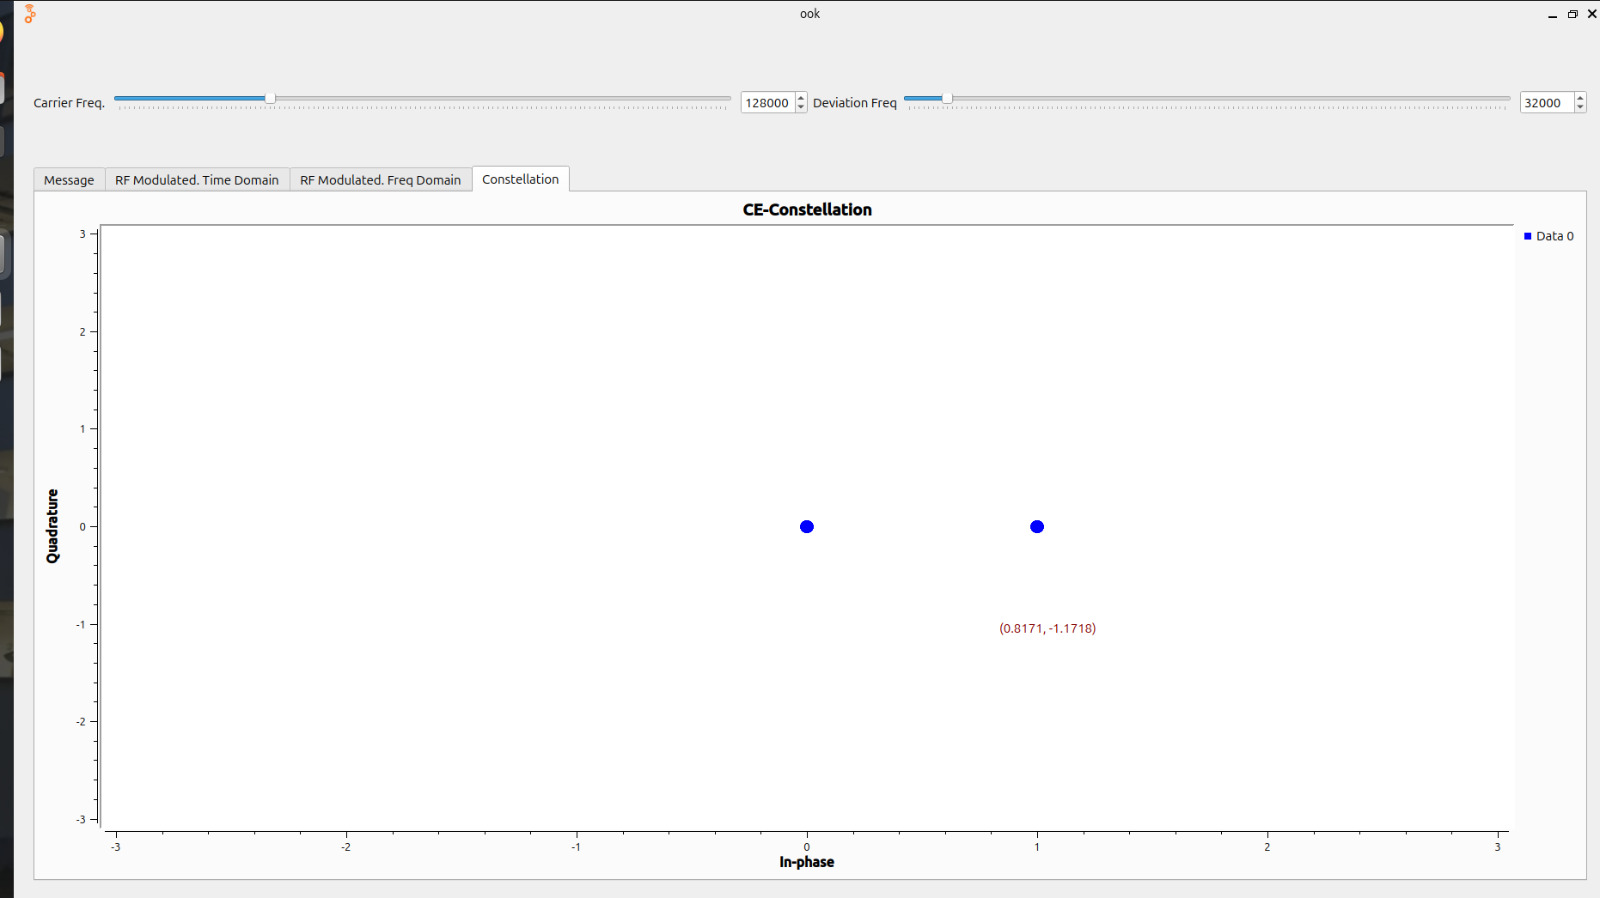 ook
Carrier Freq.
128000
Deviation Freq
32000
Message
RF Modulated. Time Domain
RF Modulated. Freq Domain
Constellation
CE-Constellation
Data 0
3
2
1
0
-1
-2
-3
Quadrature
(0.8171, -1.1718)
-3
-2
-1
0
1
2
3
In-phase